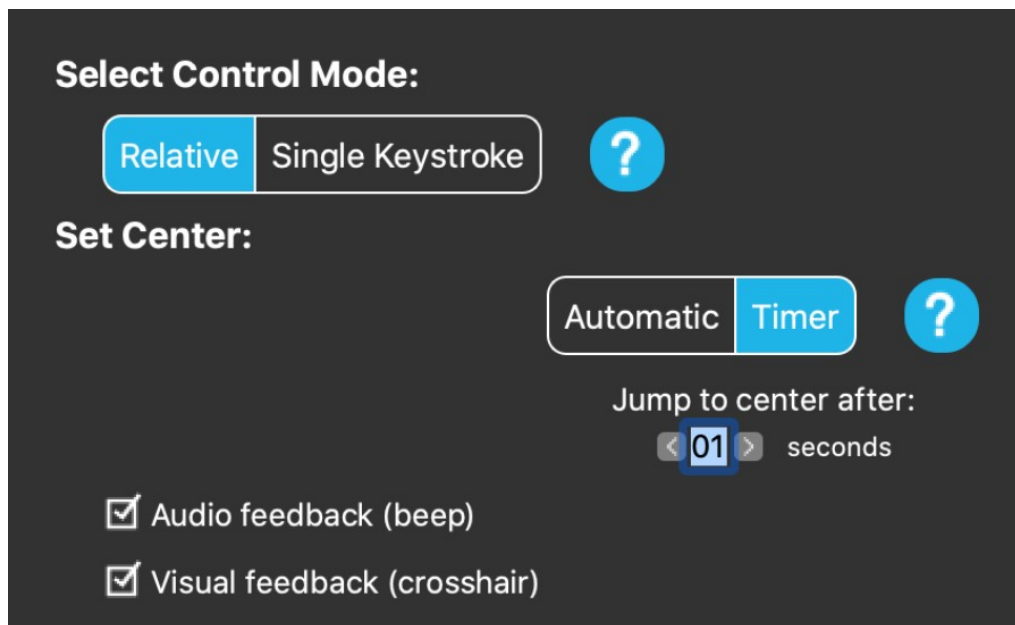 Select Control Mode:
Relative Single Keystroke ?
Set Center:
Automatic Timer ?
Jump to center after:
< 01 > seconds
Audio feedback (beep)
Visual feedback (crosshair)